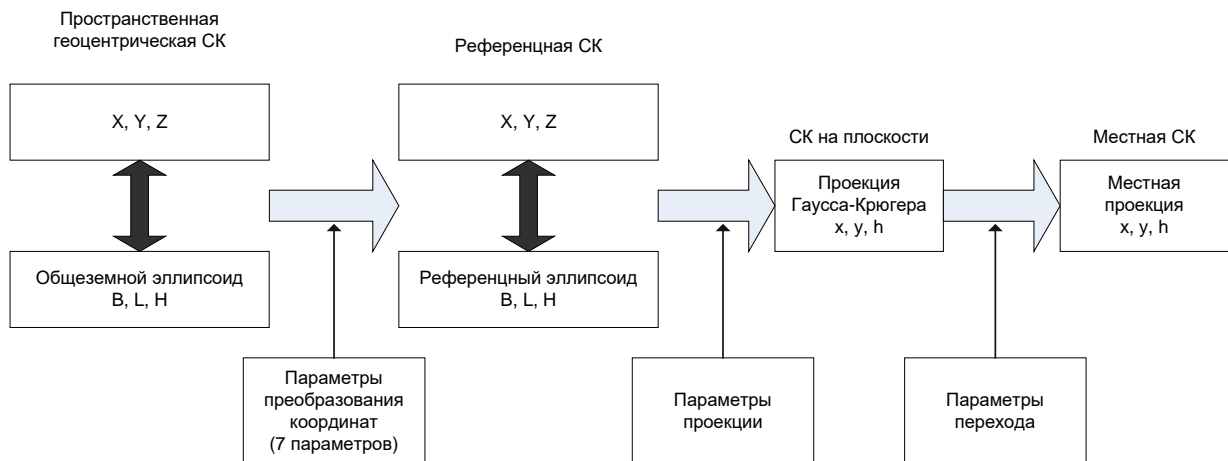 Пространственная
геоцентрическая СК
Референцная СК
X, Y, Z
X, Y, Z
СК на плоскости
Местная СК
Проекция
Гаусса-Крюгера
x, y, h
Местная
проекция
x, y, h
Общеземной эллипсоид
B, L, H
Референцный эллипсоид
B, L, H
Параметры
преобразования
координат
(7 параметров)
Параметры
проекции
Параметры
перехода